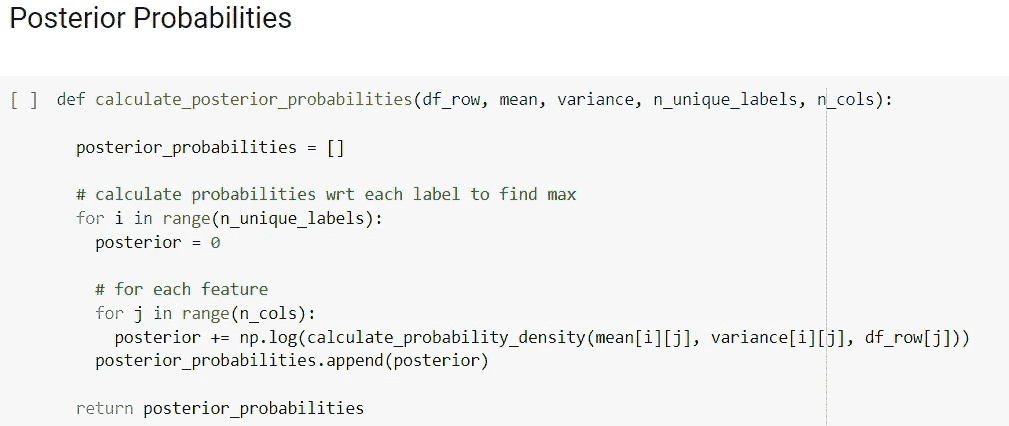 Posterior Probabilities
[ ] def calculate_posterior_probabilities(df_row, mean, variance, n_unique_labels, n_cols):
posterior_probabilities = []
# calculate probabilities wrt each label to find max
for i in range(n_unique_labels):
posterior = 0
# for each feature
for j in range(n_cols):
posterior += np.log(calculate_probability_density(mean[i][j], variance[i][j], df_row[j]))
posterior_probabilities.append(posterior)
return posterior_probabilities